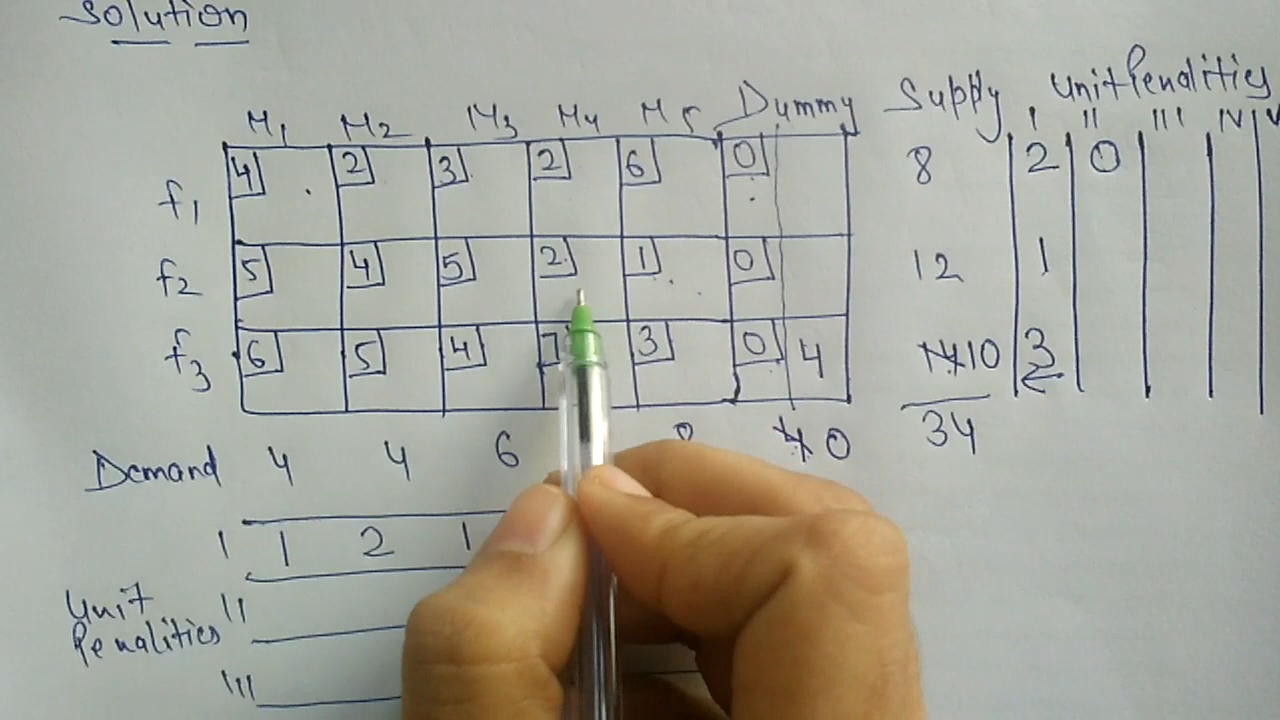 Solution
M1 M2 M3 M4 M5 Dummy Supply Unit Penalities
I II III IV V
f1 4 2 3 2 6 0 8 2 0
f2 5 4 5 2 1 0 12 1
f3 6 5 4 7 3 0 4 14 10 3
34
Demand 4 4 6 8 4 0
I 1 2 1
Unit Penalities II
III